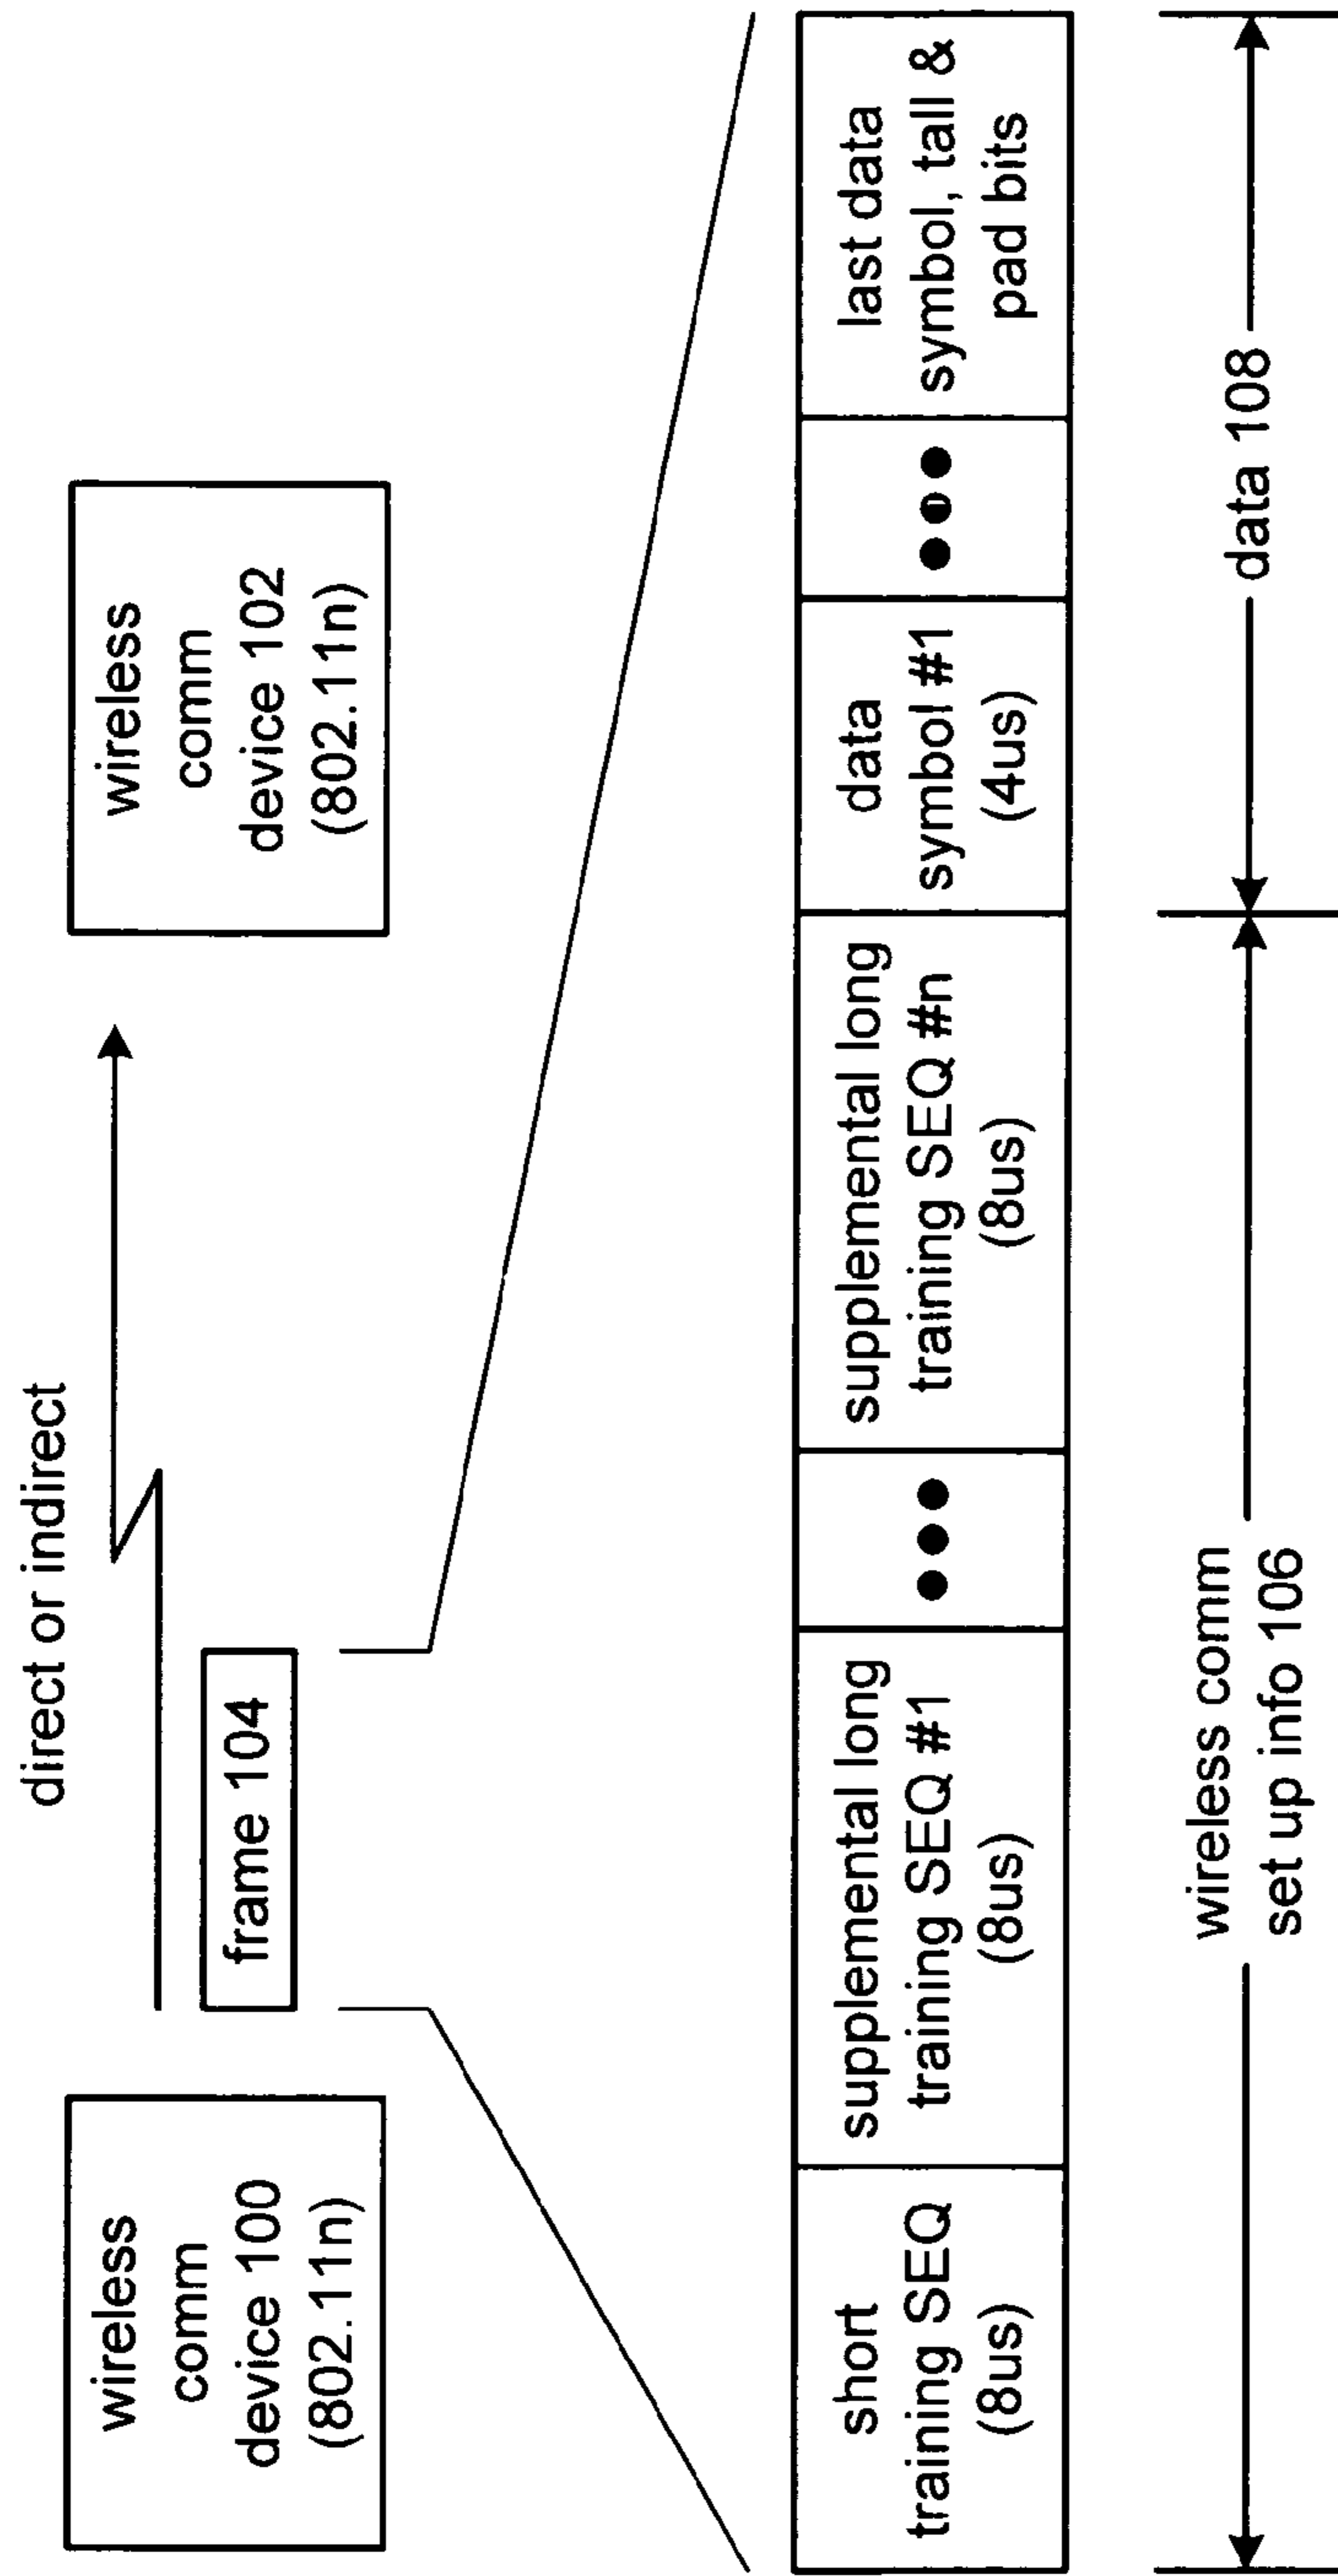 direct or indirect
wireless
comm
device 100
(802.11n)
frame 104
wireless
comm
device 102
(802.11n)
short
training SEQ
(8us)
supplemental long
training SEQ #1
(8us)
supplemental long
training SEQ #n
(8us)
data
symbol #1
(4us)
last data
symbol, tall &
pad bits
wireless comm
set up info 106
data 108